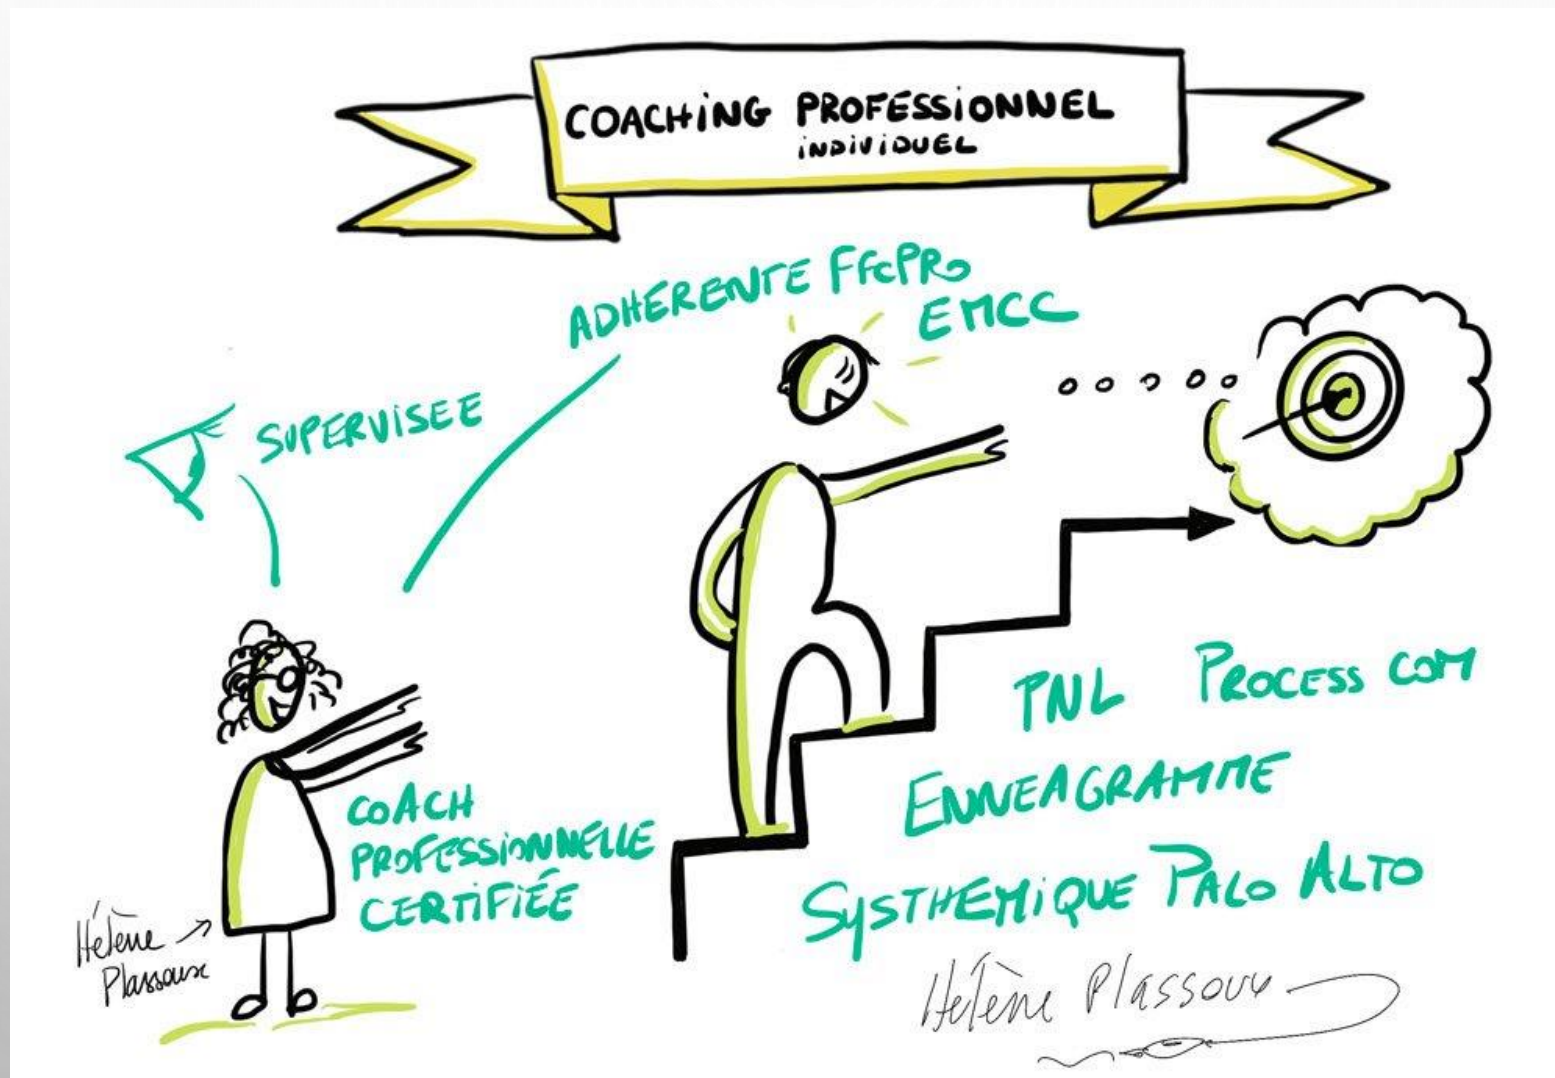 COACHING PROFESSIONNEL
INDIVIDUEL
ADHERENTE FFCPRO
EMCC
SUPERVISEE
COACH
PROFESSIONNELLE
CERTIFIÉE
PNL PROCESS COM
ENNEAGRAMME
SYSTHEMIQUE PALO ALTO
Hélène
Plassoux
Hélène Plassoux